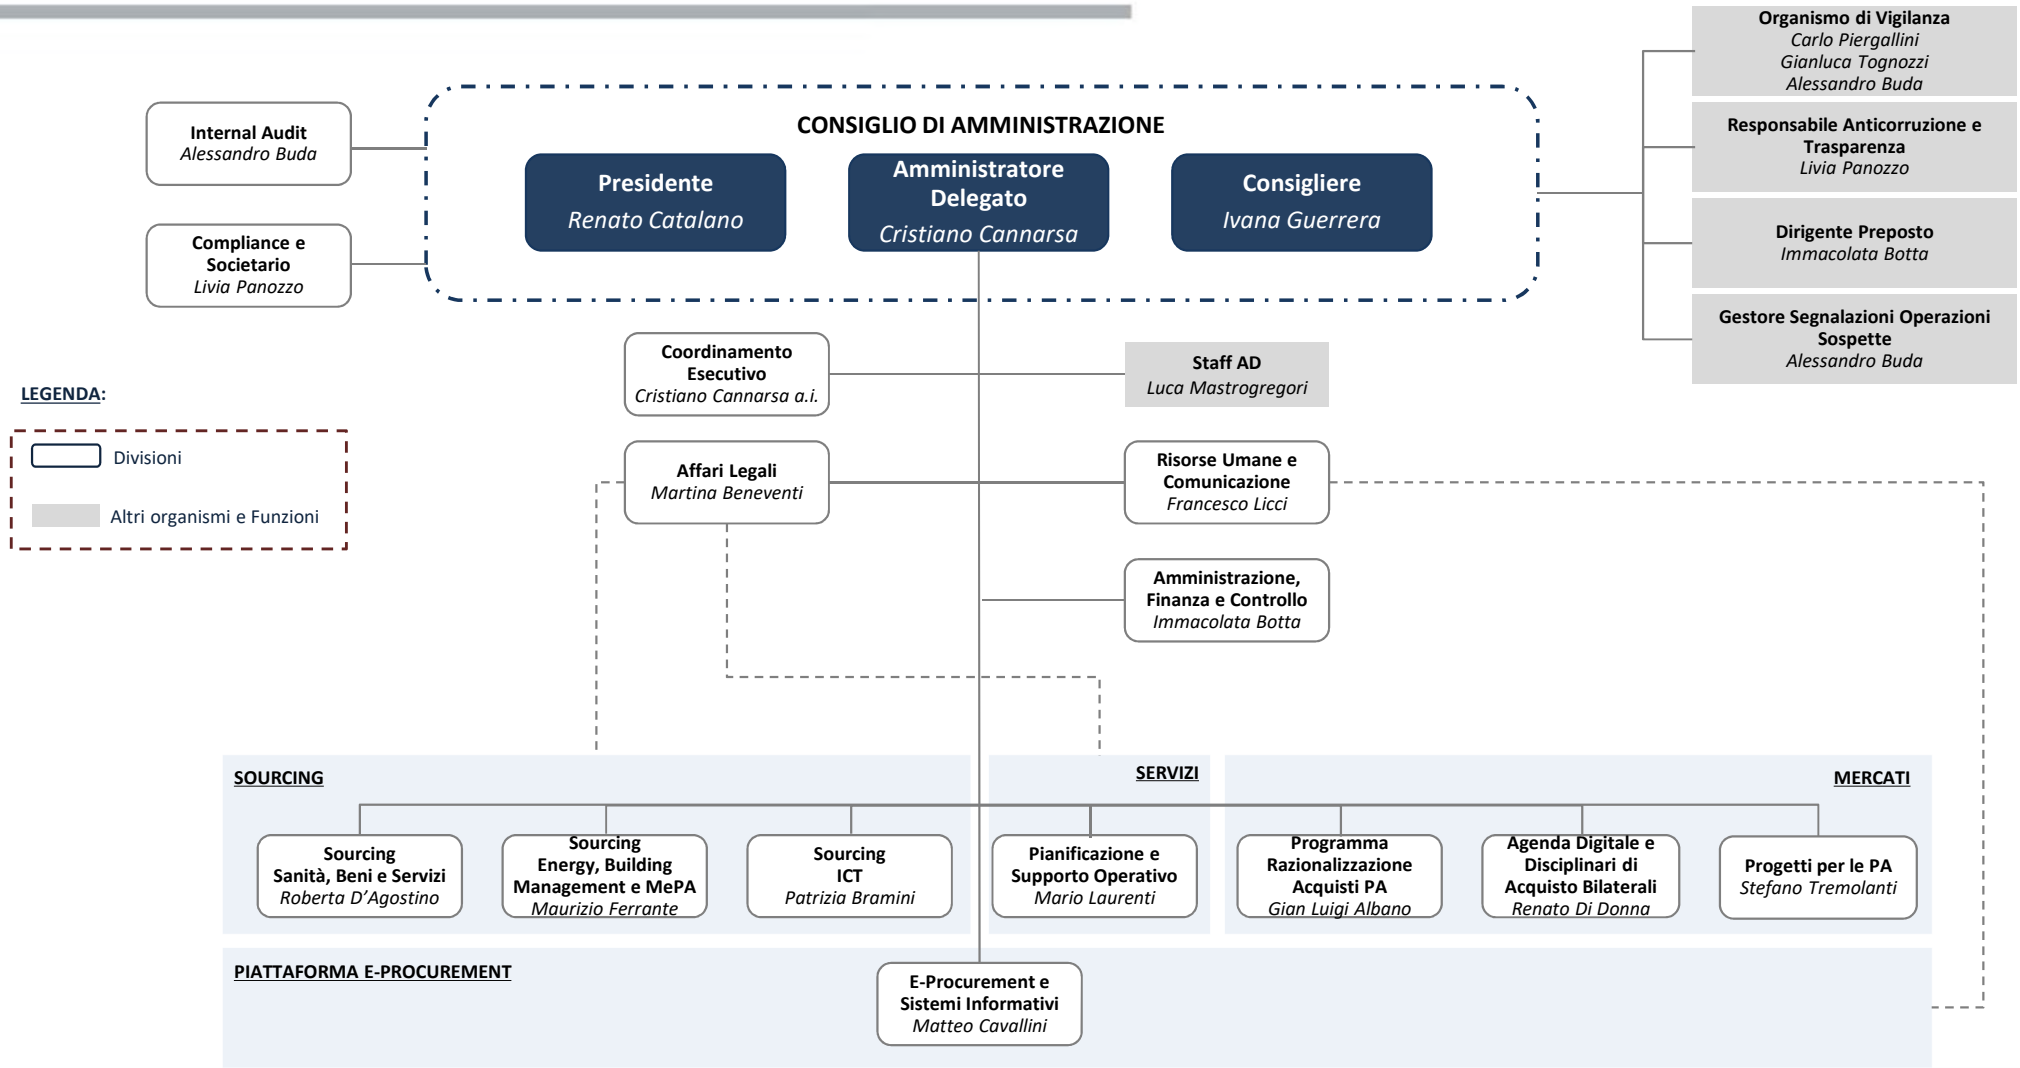 Organismo di Vigilanza
Carlo Piergallini
Gianluca Tognozzi
Alessandro Buda
Responsabile Anticorruzione e
Trasparenza
Livia Panozzo
Dirigente Preposto
Immacolata Botta
Gestore Segnalazioni Operazioni
Sospette
Alessandro Buda
Internal Audit
Alessandro Buda
Compliance e
Societario
Livia Panozzo
CONSIGLIO DI AMMINISTRAZIONE
Presidente
Renato Catalano
Amministratore
Delegato
Cristiano Cannarsa
Consigliere
Ivana Guerrera
Coordinamento
Esecutivo
Cristiano Cannarsa a.i.
Staff AD
Luca Mastrogregori
LEGENDA:
Divisioni
Altri organismi e Funzioni
Affari Legali
Martina Beneventi
Risorse Umane e
Comunicazione
Francesco Licci
Amministrazione,
Finanza e Controllo
Immacolata Botta
SOURCING
SERVIZI
MERCATI
Sourcing
Sanità, Beni e Servizi
Roberta D’Agostino
Sourcing
Energy, Building
Management e MePA
Maurizio Ferrante
Sourcing
ICT
Patrizia Bramini
Pianificazione e
Supporto Operativo
Mario Laurenti
Programma
Razionalizzazione
Acquisti PA
Gian Luigi Albano
Agenda Digitale e
Disciplinari di
Acquisto Bilaterali
Renato Di Donna
Progetti per le PA
Stefano Tremolanti
PIATTAFORMA E-PROCUREMENT
E-Procurement e
Sistemi Informativi
Matteo Cavallini